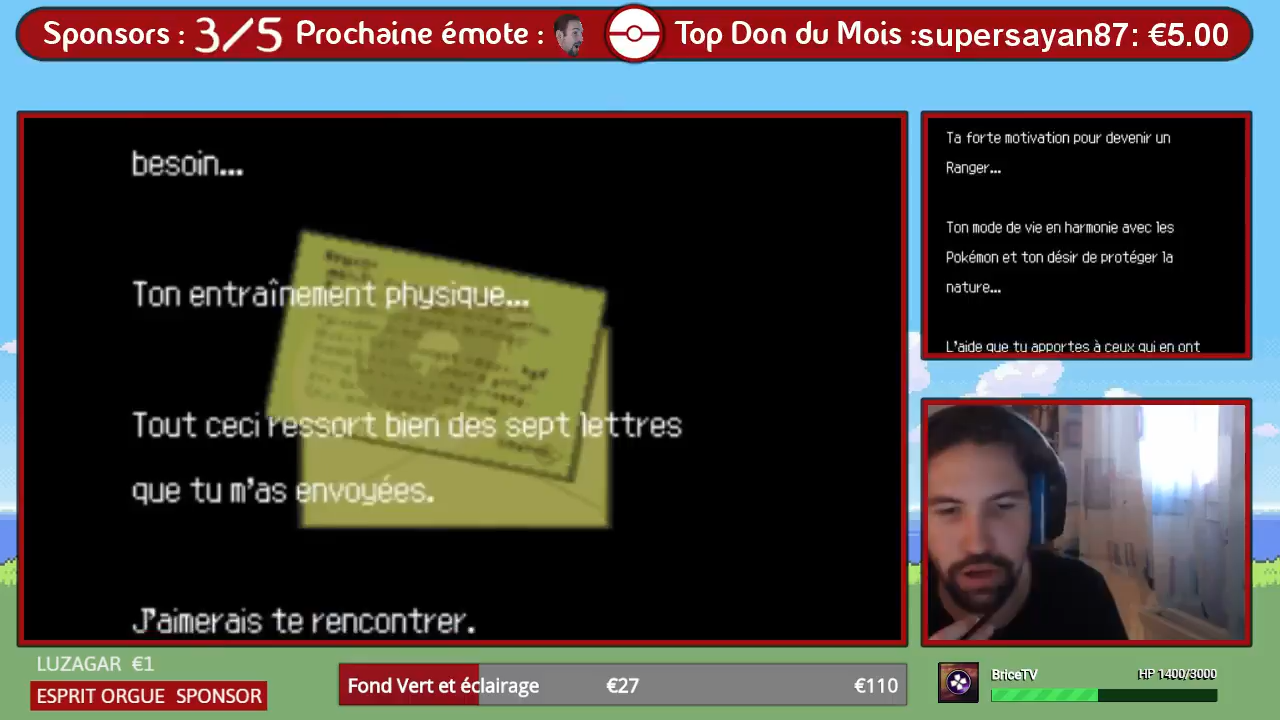 Sponsors : 3/5 Prochaine émote : Top Don du Mois :supersayan87: €5.00
besoin...
Ton entraînement physique...
Tout ceci ressort bien des sept lettres
que tu m'as envoyées.
J'aimerais te rencontrer.
Ta forte motivation pour devenir un
Ranger...
Ton mode de vie en harmonie avec les
Pokémon et ton désir de protéger la
nature...
L'aide que tu apportes à ceux qui en ont
LUZAGAR €1
ESPRIT ORGUE SPONSOR
Fond Vert et éclairage €27 €110
BriceTV HP 1400/3000